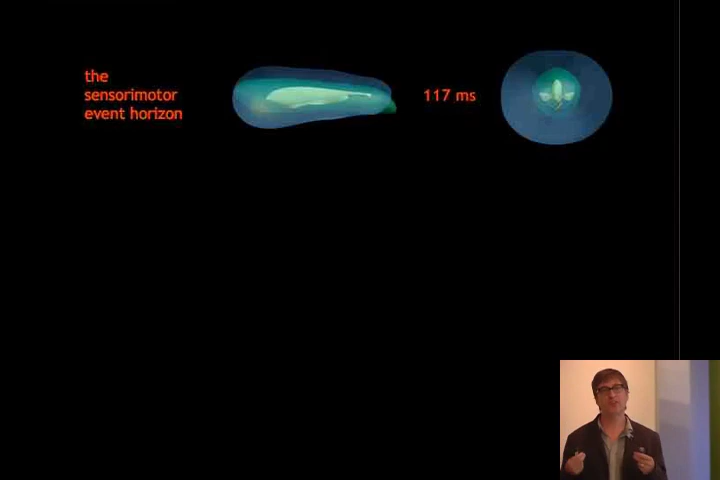 the
sensorimotor
event horizon
117 ms